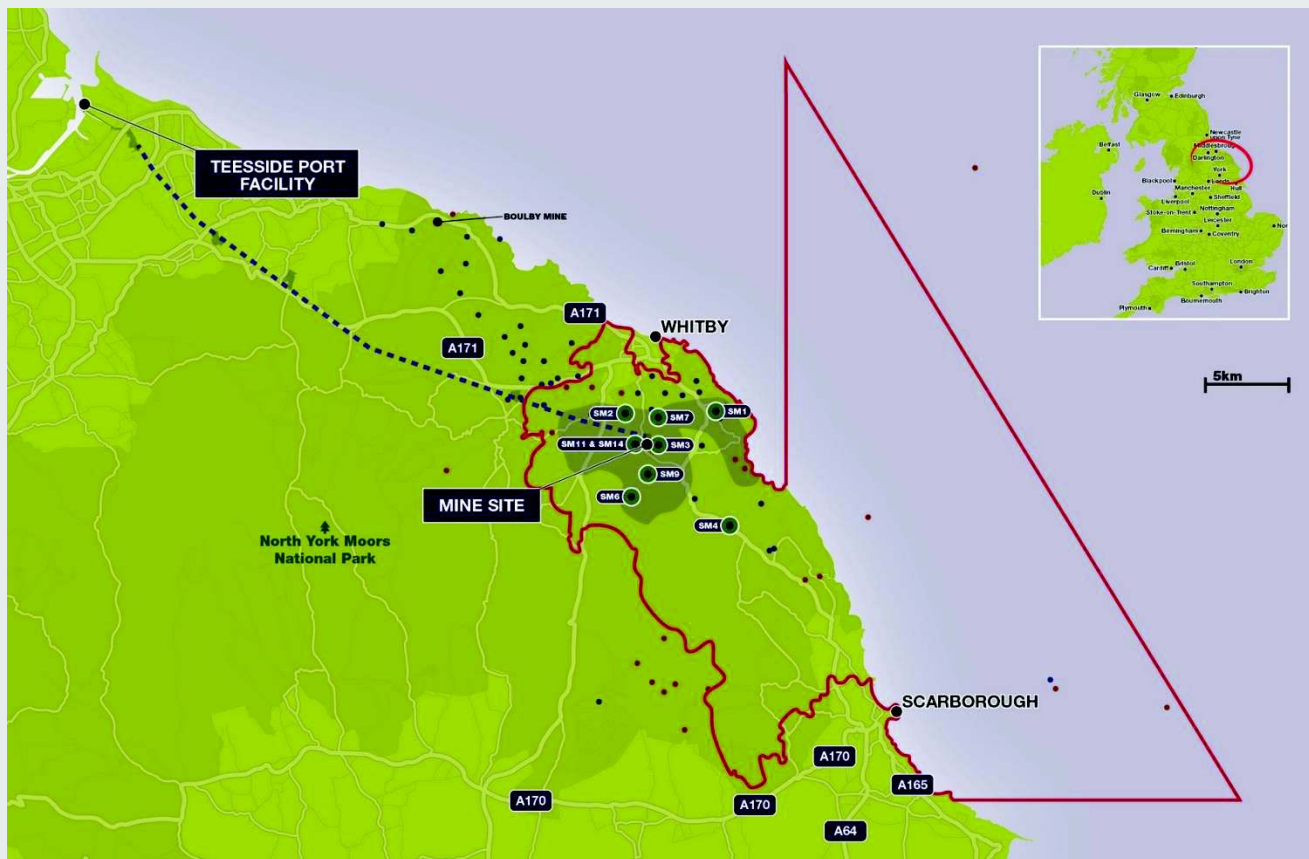 TEESSIDE PORT
FACILITY
BOULBY MINE
A171
A171
WHITBY
SM2
SM7
SM1
SM11 & SM14
SM3
SM9
SM6
SM4
MINE SITE
North York Moors
National Park
SCARBOROUGH
A170
A165
A170
A170
A64
5km
Glasgow
Edinburgh
Newcastle
upon Tyne
Belfast
Middlesbrough
Darlington
York
Blackpool
Leeds
Hull
Dublin
Manchester
Liverpool
Sheffield
Stoke-on-Trent
Nottingham
Leicester
Nor
Birmingham
Coventry
Cardiff
Bristol
London
Southampton
Brighton
Bournemouth
Plymouth